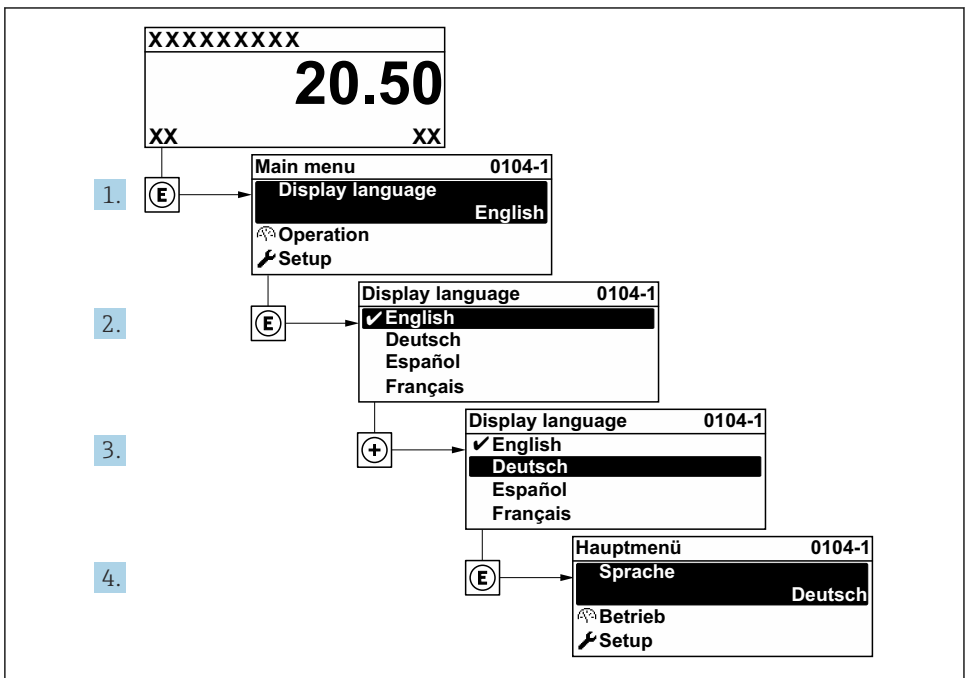 XXXXXXXXX
20.50
XX XX
1.
E
Main menu 0104-1
Display language
English
Operation
Setup
2.
E
Display language 0104-1
✔English
Deutsch
Español
Français
3.
+
Display language 0104-1
✔English
Deutsch
Español
Français
4.
E
Hauptmenü 0104-1
Sprache
Deutsch
Betrieb
Setup